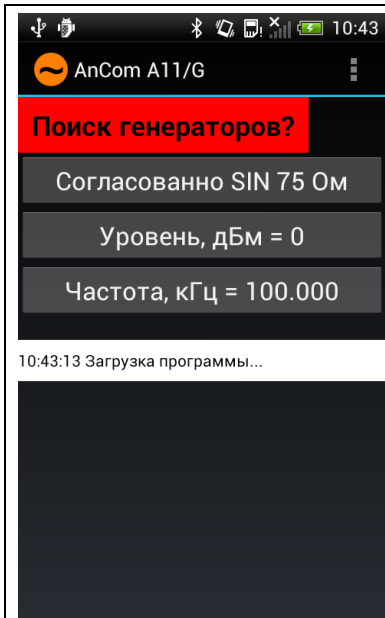 10:43
AnCom A11/G
Поиск генераторов?
Согласованно SIN 75 Ом
Уровень, дБм = 0
Частота, кГц = 100.000
10:43:13 Загрузка программы...